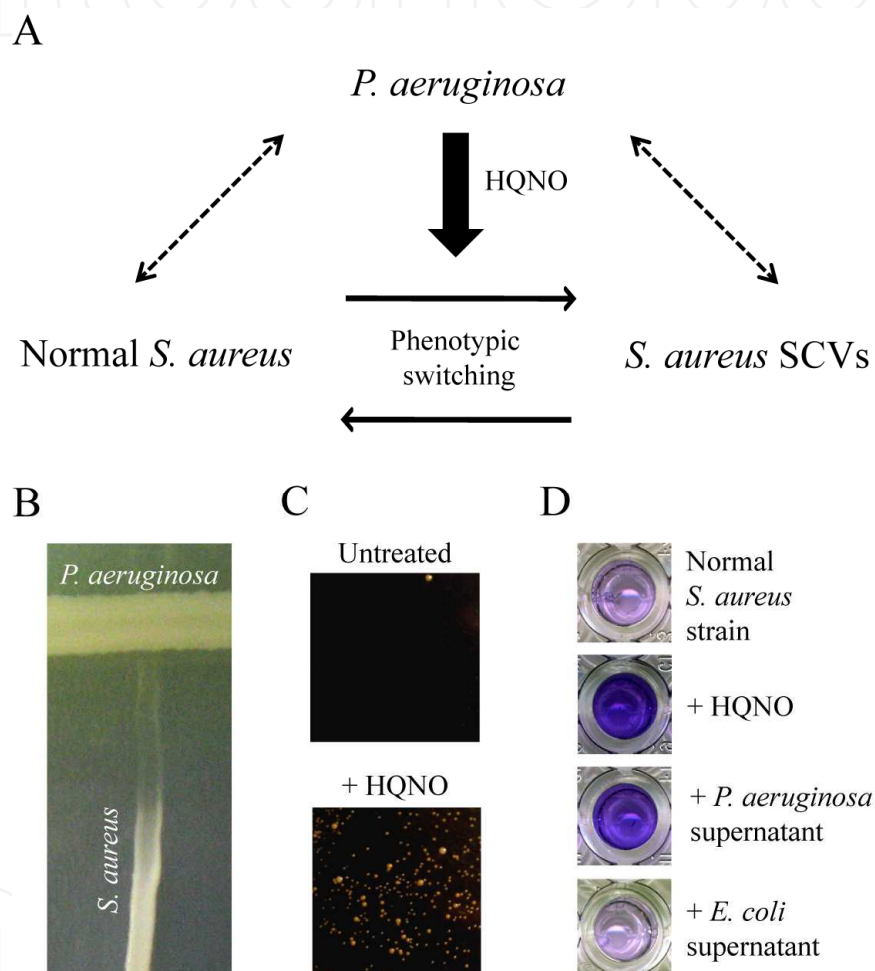 A
P. aeruginosa
HQNO
Normal S. aureus
Phenotypic
switching
S. aureus SCVs
B
P. aeruginosa
S. aureus
C
Untreated
+ HQNO
D
Normal
S. aureus
strain
+ HQNO
+ P. aeruginosa
supernatant
+ E. coli
supernatant